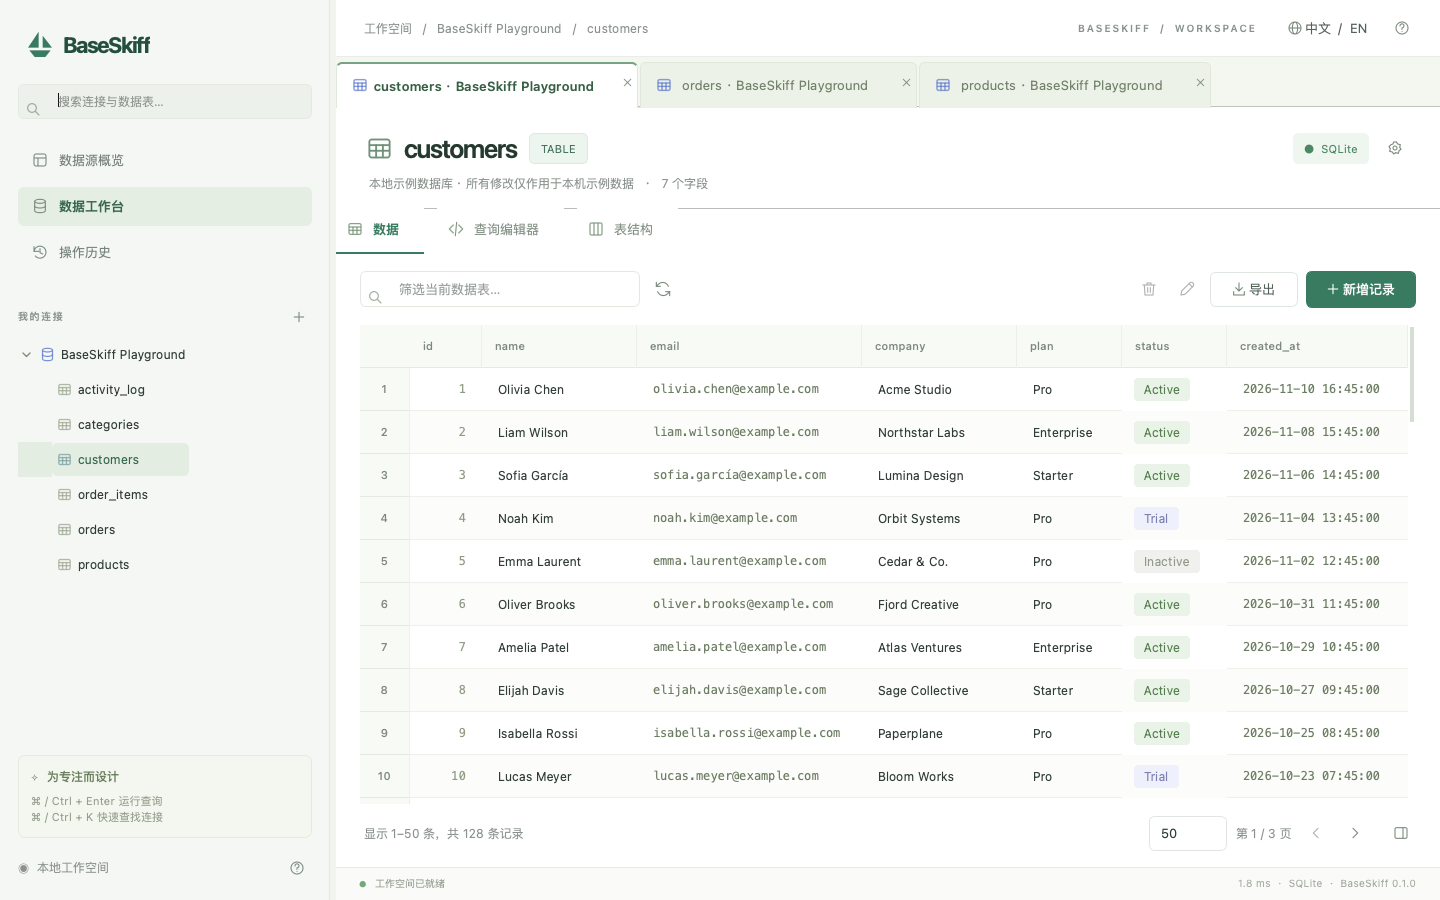 BaseSkiff
搜索连接与数据表...
数据源概览
数据工作台
操作历史
我的连接
BaseSkiff Playground
activity_log
categories
customers
order_items
orders
products
为专注而设计
⌘ / Ctrl + Enter 运行查询
⌘ / Ctrl + K 快速查找连接
本地工作空间
工作空间 / BaseSkiff Playground / customers
BASESKIFF / WORKSPACE
中文 / EN
customers · BaseSkiff Playground
orders · BaseSkiff Playground
products · BaseSkiff Playground
customers TABLE
SQLite
本地示例数据库 · 所有修改仅作用于本机示例数据 · 7 个字段
数据 查询编辑器 表结构
筛选当前数据表...
导出 新增记录
id name email company plan status created_at
1 1 Olivia Chen olivia.chen@example.com Acme Studio Pro Active 2026-11-10 16:45:00
2 2 Liam Wilson liam.wilson@example.com Northstar Labs Enterprise Active 2026-11-08 15:45:00
3 3 Sofia García sofia.garcía@example.com Lumina Design Starter Active 2026-11-06 14:45:00
4 4 Noah Kim noah.kim@example.com Orbit Systems Pro Trial 2026-11-04 13:45:00
5 5 Emma Laurent emma.laurent@example.com Cedar & Co. Pro Inactive 2026-11-02 12:45:00
6 6 Oliver Brooks oliver.brooks@example.com Fjord Creative Pro Active 2026-10-31 11:45:00
7 7 Amelia Patel amelia.patel@example.com Atlas Ventures Enterprise Active 2026-10-29 10:45:00
8 8 Elijah Davis elijah.davis@example.com Sage Collective Starter Active 2026-10-27 09:45:00
9 9 Isabella Rossi isabella.rossi@example.com Paperplane Pro Active 2026-10-25 08:45:00
10 10 Lucas Meyer lucas.meyer@example.com Bloom Works Pro Trial 2026-10-23 07:45:00
显示 1–50 条，共 128 条记录
50 第 1 / 3 页
工作空间已就绪
1.8 ms · SQLite · BaseSkiff 0.1.0